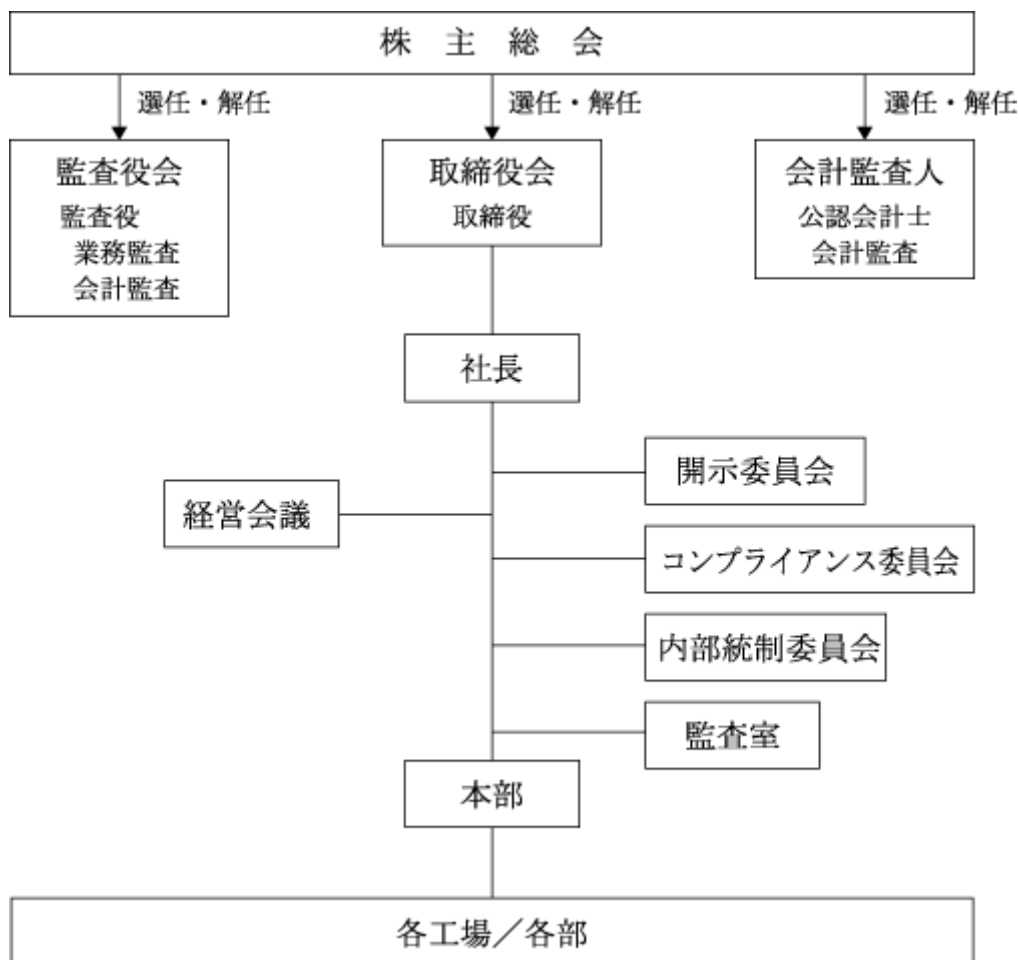 株主総会
選任・解任
選任・解任
選任・解任
監査役会
監査役
業務監査
会計監査
取締役会
取締役
会計監査人
公認会計士
会計監査
社長
開示委員会
経営会議
コンプライアンス委員会
内部統制委員会
監査室
本部
各工場／各部